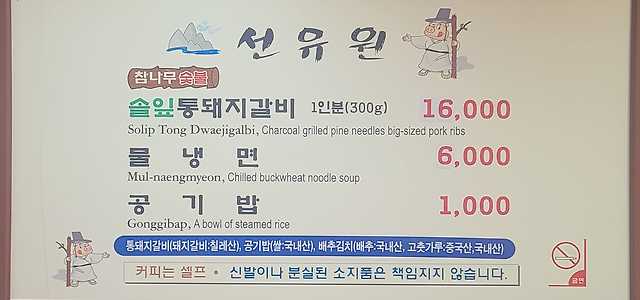 선유원
참나무 숯불
솔잎통돼지갈비 1인분(300g) 16,000
Solip Tong Dwaejigalbi, Charcoal grilled pine needles big-sized pork ribs
물 냉 면 6,000
Mul-naengmyeon, Chilled buckwheat noodle soup
공 기 밥 1,000
Gonggibap, A bowl of steamed rice
통돼지갈비(돼지갈비:칠레산), 공기밥(쌀:국내산), 배추김치(배추:국내산, 고춧가루:중국산,국내산)
커피는 셀프 • 신발이나 분실된 소지품은 책임지지 않습니다.
금연